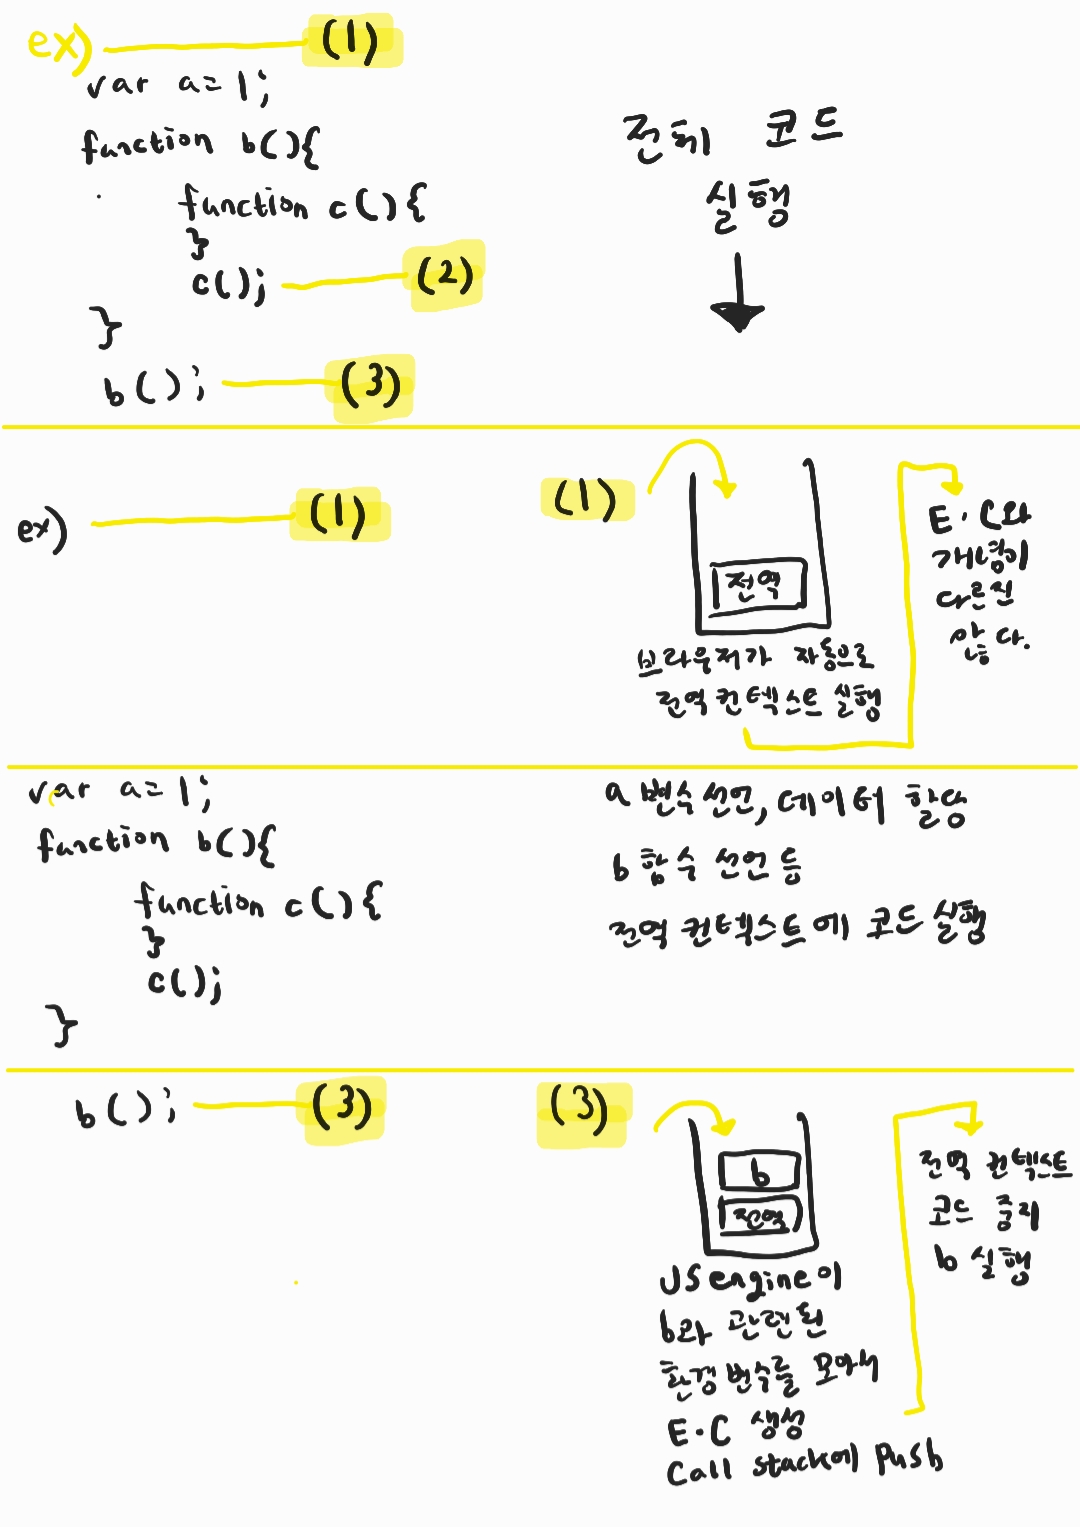 ex) (1)
var a=1;
function b(){
function c(){
}
c(); (2)
}
b(); (3)
전체 코드
실행
ex) (1)
(1)
전역
브라우저가 자동으로
전역 컨텍스트 실행
E·C와
개념이
다르진
않다.
var a=1;
function b(){
function c(){
}
c();
}
a 변수 선언, 데이터 할당
b 함수 선언 등
전역 컨텍스트에 코드 실행
b(); (3)
(3)
b
전역
JS engine이
b와 관련된
환경 변수를 모아서
E·C 생성
Call stack에 push
전역 컨텍스트
코드 중지
b 실행